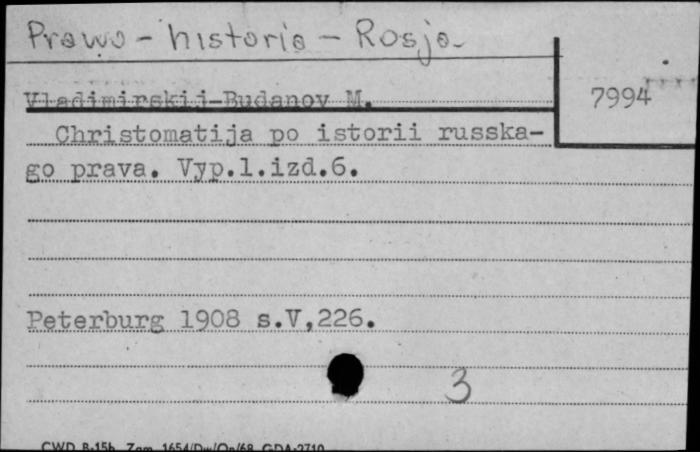 Prawo - historia - Rosja
Vladimirskij-Budanov M.
7994
Christomatija po istorii russka-
go prava. Vyp.1.izd.6.
Peterburg 1908 s.V,226.
3
CWD B-15b Zam. 1654/Dw/On/68 GDA-2710